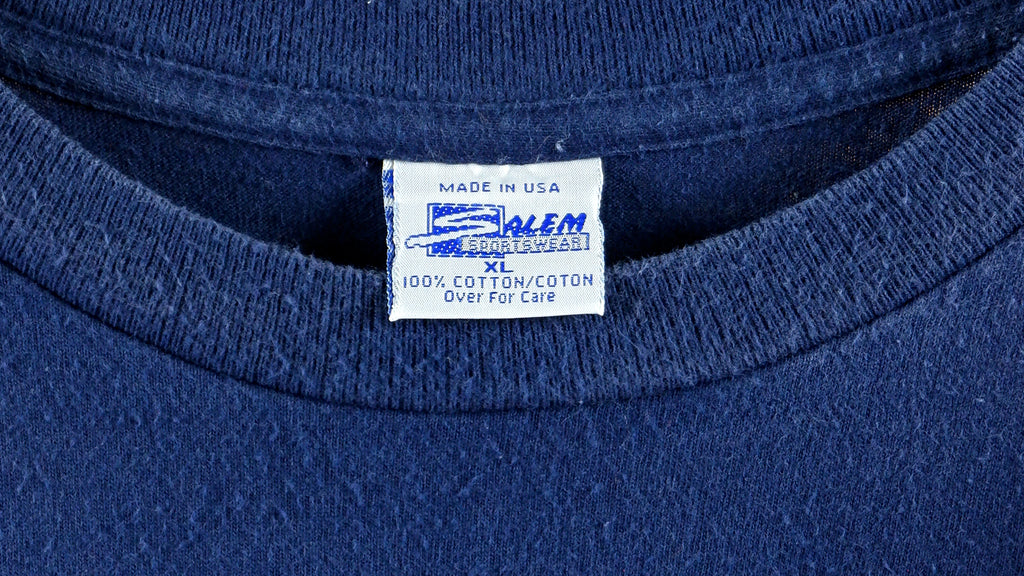 MADE IN USA
SALEM
SPORTSWEAR
XL
100% COTTON/COTON
Over For Care